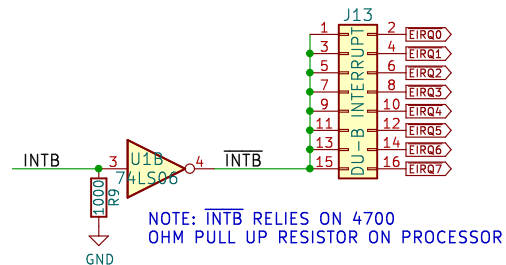 J13
1 2 EIRQ0
3 4 EIRQ1
5 6 EIRQ2
7 8 EIRQ3
9 10 EIRQ4
11 12 EIRQ5
13 14 EIRQ6
15 16 EIRQ7
DU-B INTERRUPT
INTB 3 U1B 4 INTB
74LS06
1000 R9
GND
NOTE: INTB RELIES ON 4700
OHM PULL UP RESISTOR ON PROCESSOR